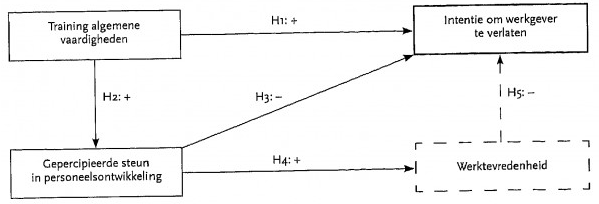 Training algemene
vaardigheden
H1: +
Intentie om werkgever
te verlaten
H2: +
H3: –
H5: –
Gepercipieerde steun
in personeelsontwikkeling
H4: +
Werktevredenheid